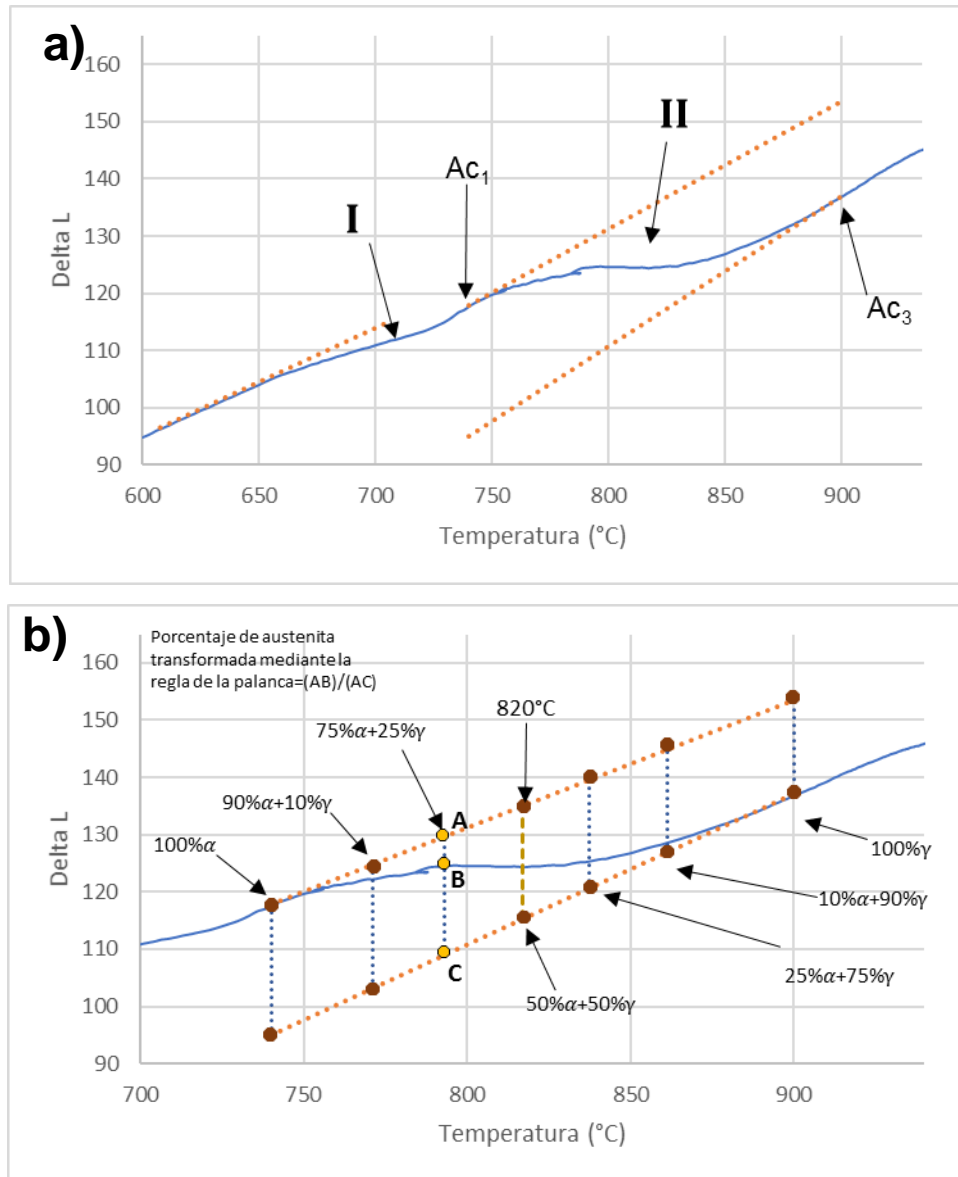 a)
160
150
140
130
120
110
100
90
Delta L
I
Ac₁
II
Ac₃
600
650
700
750
800
850
900
Temperatura (°C)
b)
Porcentaje de austenita
transformada mediante la
regla de la palanca=(AB)/(AC)
160
150
140
130
120
110
100
90
Delta L
820°C
75%α+25%γ
90%α+10%γ
100%α
A
B
C
100%γ
10%α+90%γ
25%α+75%γ
50%α+50%γ
700
750
800
850
900
Temperatura (°C)